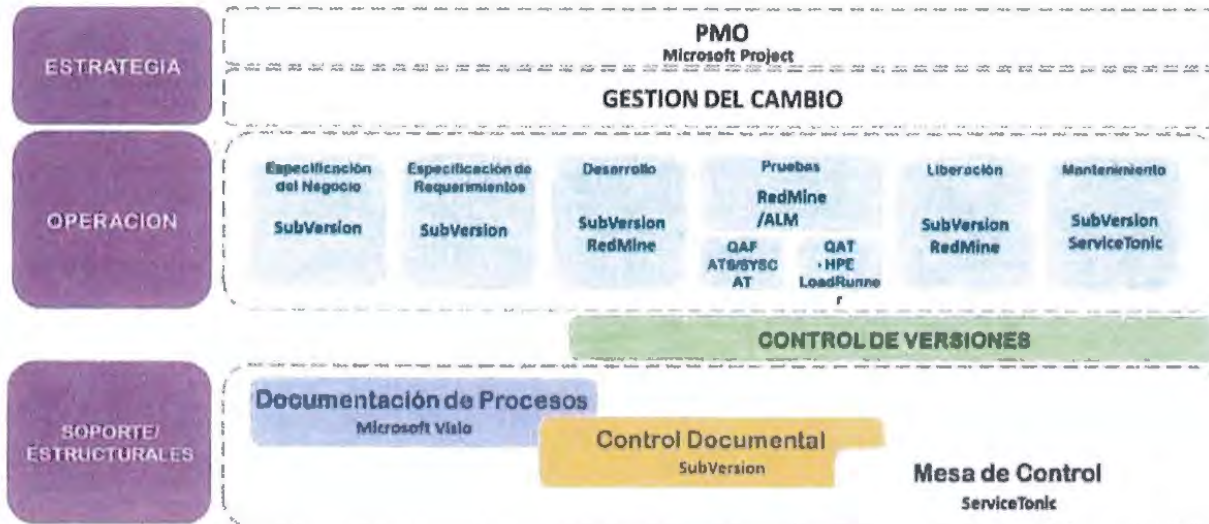 ESTRATEGIA
PMO
Microsoft Project
GESTION DEL CAMBIO
OPERACION
Especificación
del Negocio
SubVersion
Especificación de
Requerimientos
SubVersion
Desarrollo
SubVersion
RedMine
Pruebas
RedMine
/ALM
QAF
ATS/SYSC
AT
QAT
- HPE
LoadRunne
r
Liberación
SubVersion
RedMine
Mantenimiento
SubVersion
ServiceTonic
CONTROL DE VERSIONES
SOPORTE/
ESTRUCTURALES
Documentación de Procesos
Microsoft Visio
Control Documental
SubVersion
Mesa de Control
ServiceTonic